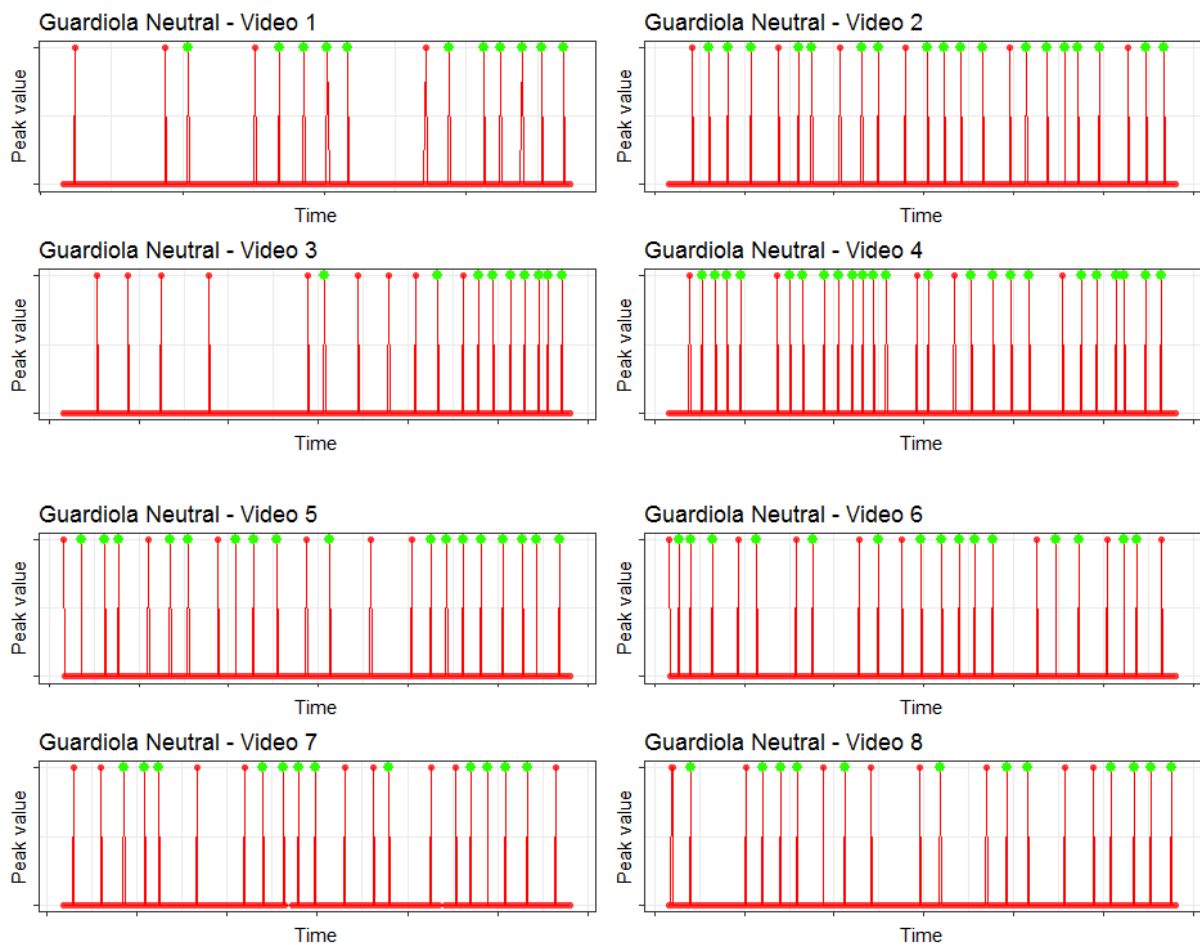 Guardiola Neutral - Video 1
Peak value
Time
Guardiola Neutral - Video 2
Peak value
Time
Guardiola Neutral - Video 3
Peak value
Time
Guardiola Neutral - Video 4
Peak value
Time
Guardiola Neutral - Video 5
Peak value
Time
Guardiola Neutral - Video 6
Peak value
Time
Guardiola Neutral - Video 7
Peak value
Time
Guardiola Neutral - Video 8
Peak value
Time